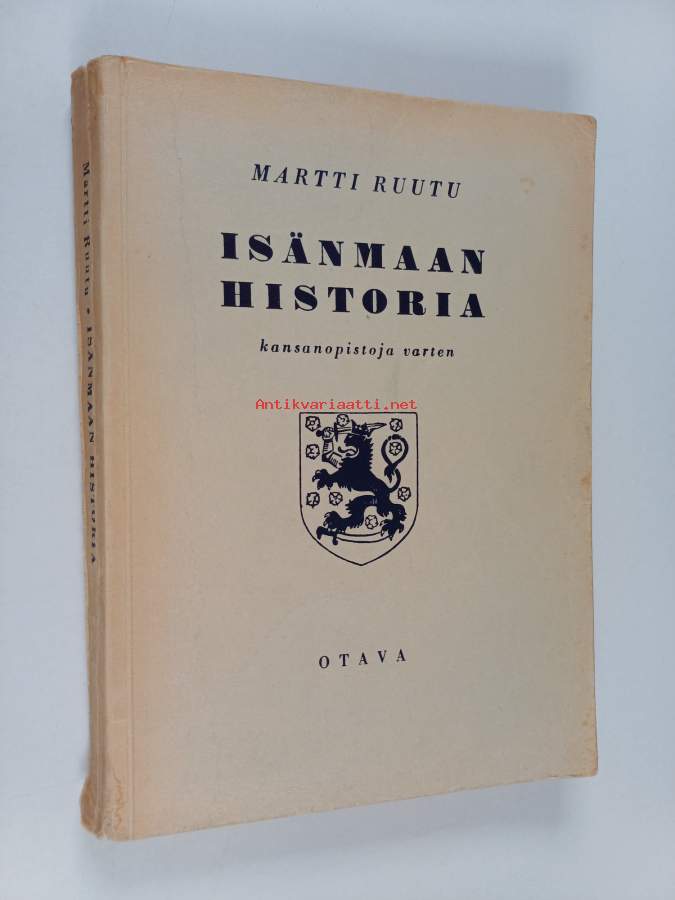 MARTTI RUUTU
ISÄNMAAN
HISTORIA
kansanopistoja varten
Antikvariaatti.net
OTAVA
Martti Ruutu • ISÄNMAAN HISTORIA